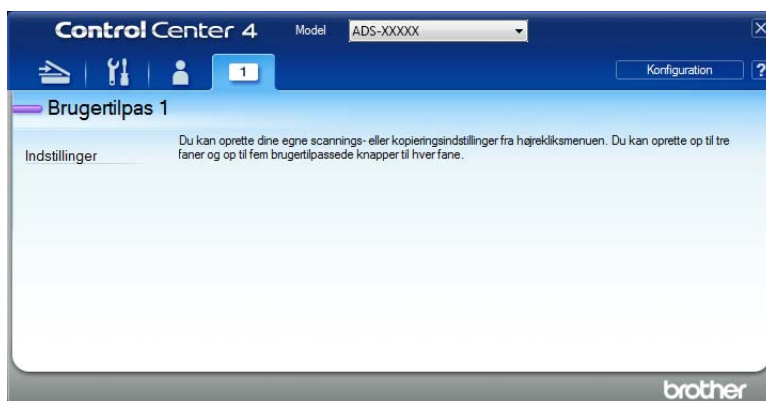 Control Center 4 Model ADS-XXXXX X
1 Konfiguration ?
Brugertilpas 1
Du kan oprette dine egne scannings- eller kopieringsindstillinger fra højrekliksmenuen. Du kan oprette op til tre
Indstillinger faner og op til fem brugertilpassede knapper til hver fane.
brother